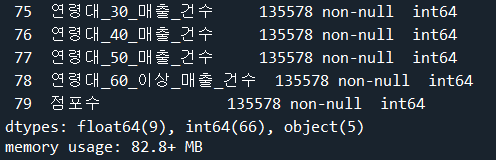 75 연령대_30_매출_건수 135578 non-null int64
76 연령대_40_매출_건수 135578 non-null int64
77 연령대_50_매출_건수 135578 non-null int64
78 연령대_60_이상_매출_건수 135578 non-null int64
79 점포수 135578 non-null int64
dtypes: float64(9), int64(66), object(5)
memory usage: 82.8+ MB